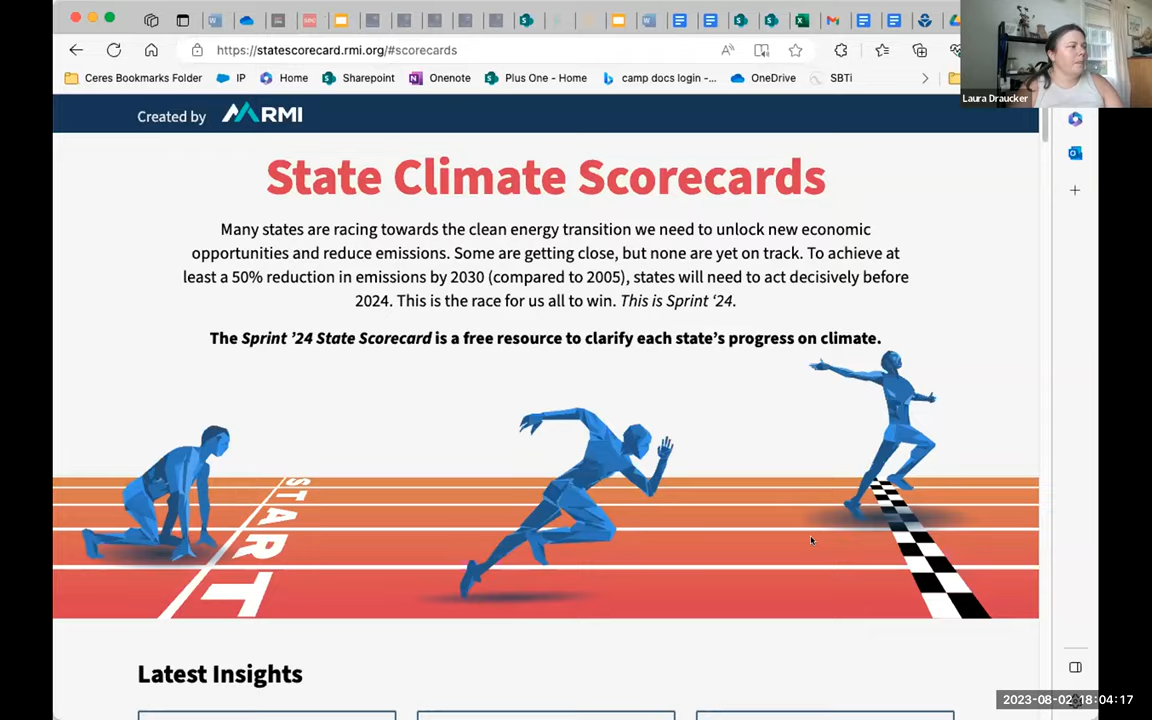 https://statescorecard.rmi.org/#scorecards
Ceres Bookmarks Folder
IP
Home
Sharepoint
Onenote
Plus One - Home
camp docs login -...
OneDrive
SBTi
Laura Draucker
Created by RMI
State Climate Scorecards
Many states are racing towards the clean energy transition we need to unlock new economic
opportunities and reduce emissions. Some are getting close, but none are yet on track. To achieve at
least a 50% reduction in emissions by 2030 (compared to 2005), states will need to act decisively before
2024. This is the race for us all to win. This is Sprint ‘24.
The Sprint ’24 State Scorecard is a free resource to clarify each state’s progress on climate.
START
Latest Insights
2023-08-02 18:04:17